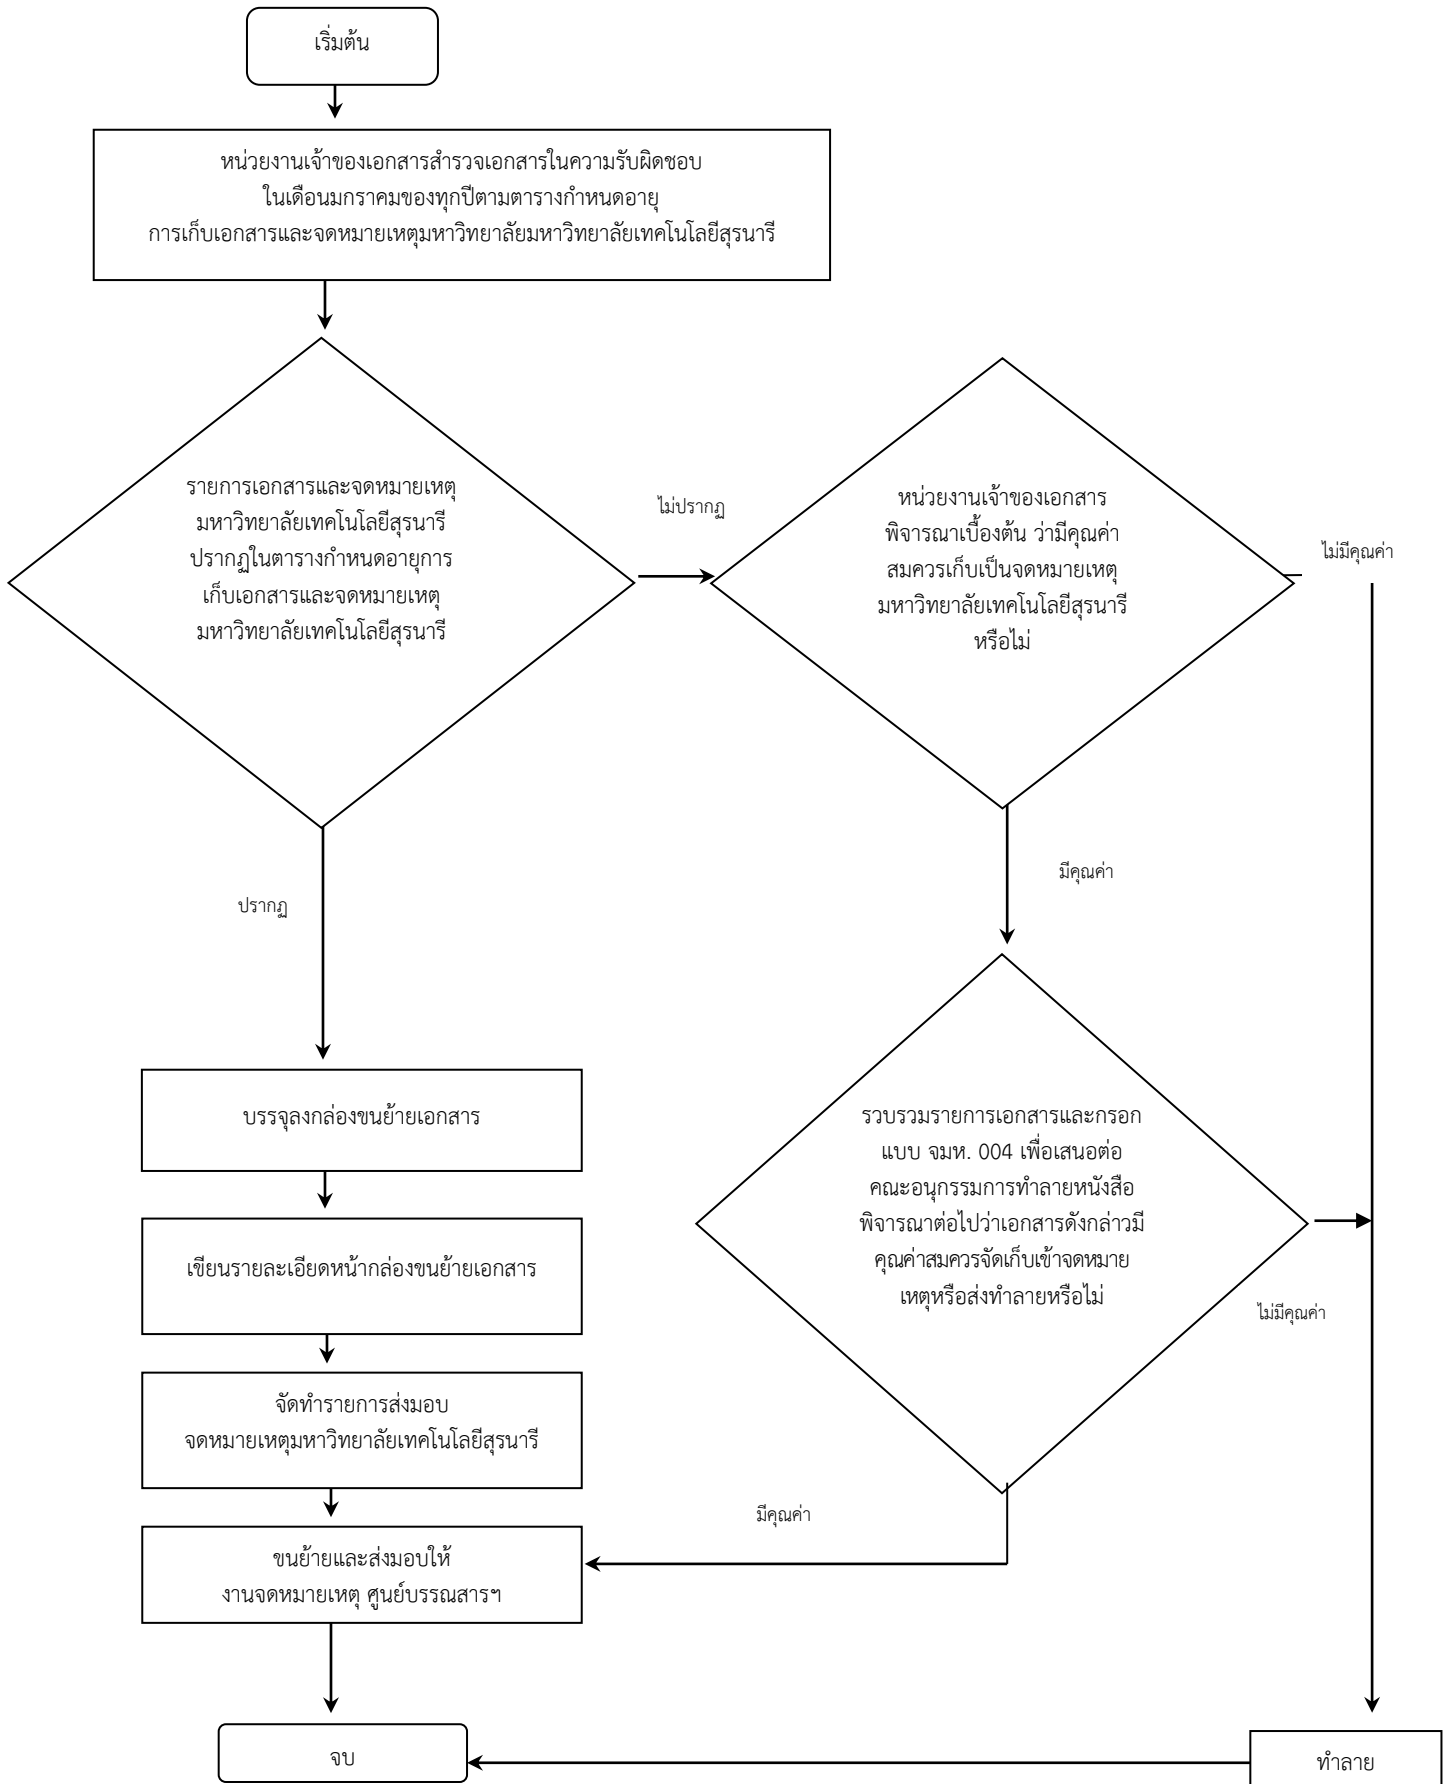 เริ่มต้น
หน่วยงานเจ้าของเอกสารสำรวจเอกสารในความรับผิดชอบ
ในเดือนมกราคมของทุกปีตามตารางกำหนดอายุ
การเก็บเอกสารและจดหมายเหตุมหาวิทยาลัยมหาวิทยาลัยเทคโนโลยีสุรนารี
รายการเอกสารและจดหมายเหตุ
มหาวิทยาลัยเทคโนโลยีสุรนารี
ปรากฏในตารางกำหนดอายุการ
เก็บเอกสารและจดหมายเหตุ
มหาวิทยาลัยเทคโนโลยีสุรนารี
ไม่ปรากฏ
หน่วยงานเจ้าของเอกสาร
พิจารณาเบื้องต้น ว่ามีคุณค่า
สมควรเก็บเป็นจดหมายเหตุ
มหาวิทยาลัยเทคโนโลยีสุรนารี
หรือไม่
ไม่มีคุณค่า
มีคุณค่า
ปรากฏ
บรรจุลงกล่องขนย้ายเอกสาร
รวบรวมรายการเอกสารและกรอก
แบบ จมห. 004 เพื่อเสนอต่อ
คณะอนุกรรมการทำลายหนังสือ
พิจารณาต่อไปว่าเอกสารดังกล่าวมี
คุณค่าสมควรจัดเก็บเข้าจดหมาย
เหตุหรือส่งทำลายหรือไม่
ไม่มีคุณค่า
เขียนรายละเอียดหน้ากล่องขนย้ายเอกสาร
จัดทำรายการส่งมอบ
จดหมายเหตุมหาวิทยาลัยเทคโนโลยีสุรนารี
มีคุณค่า
ขนย้ายและส่งมอบให้
งานจดหมายเหตุ ศูนย์บรรณสารฯ
จบ
ทำลาย